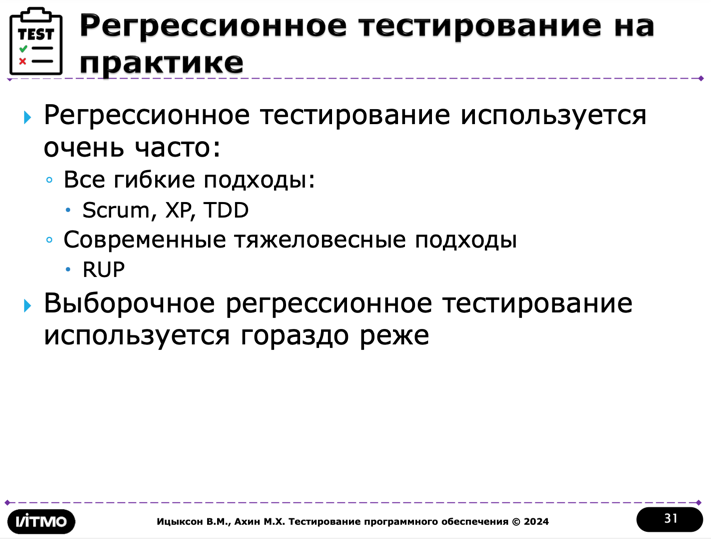 TEST
Регрессионное тестирование на
практике
Регрессионное тестирование используется
очень часто:
Все гибкие подходы:
Scrum, XP, TDD
Современные тяжеловесные подходы
RUP
Выборочное регрессионное тестирование
используется гораздо реже
ИТМО
Ицыксон В.М., Ахин М.Х. Тестирование программного обеспечения © 2024
31